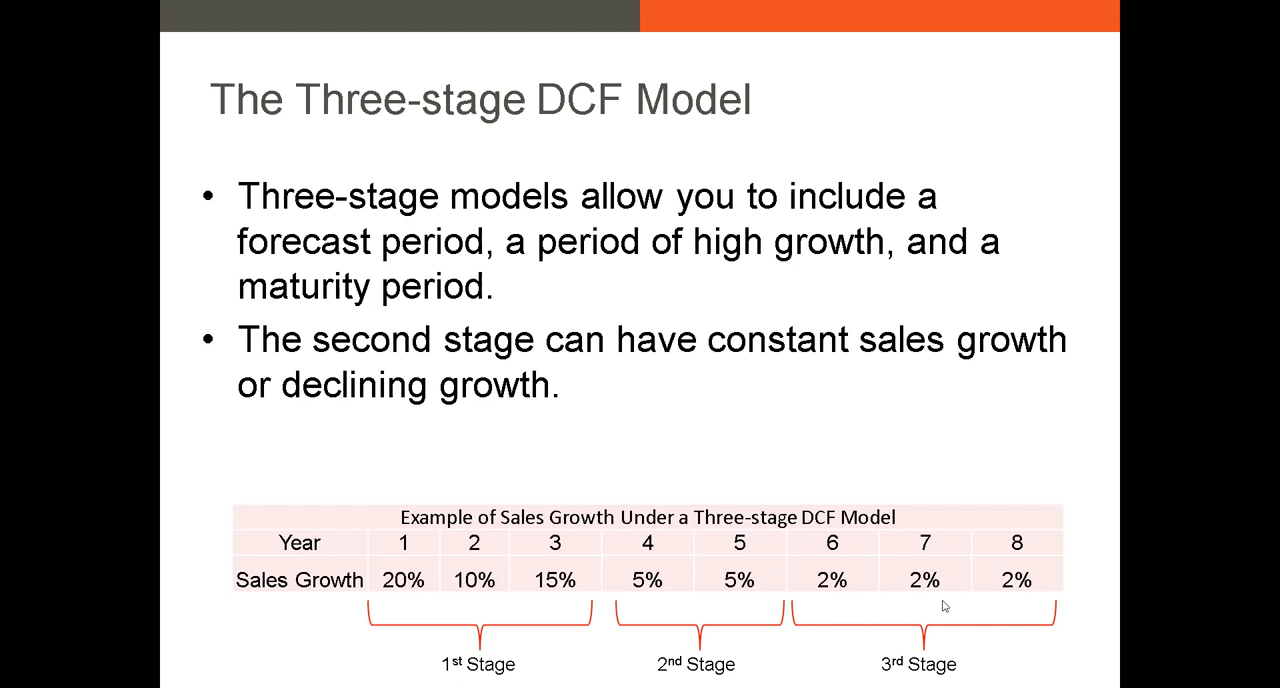 The Three-stage DCF Model
• Three-stage models allow you to include a
forecast period, a period of high growth, and a
maturity period.
• The second stage can have constant sales growth
or declining growth.
Example of Sales Growth Under a Three-stage DCF Model
Year 1 2 3 4 5 6 7 8
Sales Growth 20% 10% 15% 5% 5% 2% 2% 2%
1st Stage 2nd Stage 3rd Stage